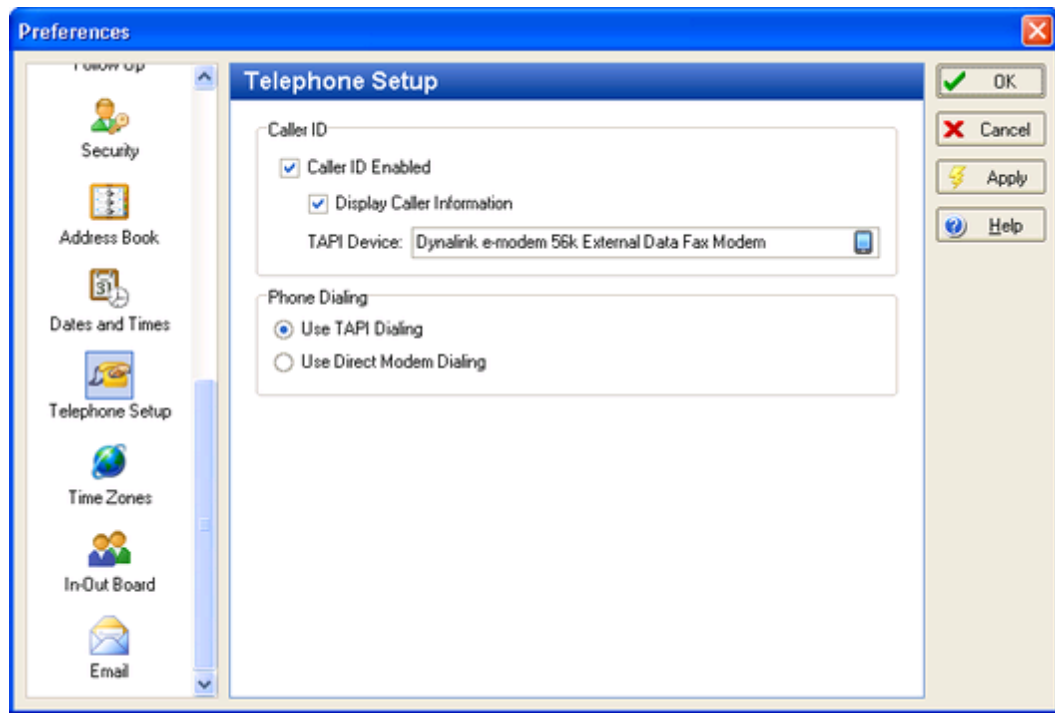 Preferences
Follow Up
Security
Address Book
Dates and Times
Telephone Setup
Time Zones
In-Out Board
Email
Telephone Setup
Caller ID
Caller ID Enabled
Display Caller Information
TAPI Device: Dynalink e-modem 56k External Data Fax Modem
Phone Dialing
Use TAPI Dialing
Use Direct Modem Dialing
OK
Cancel
Apply
Help